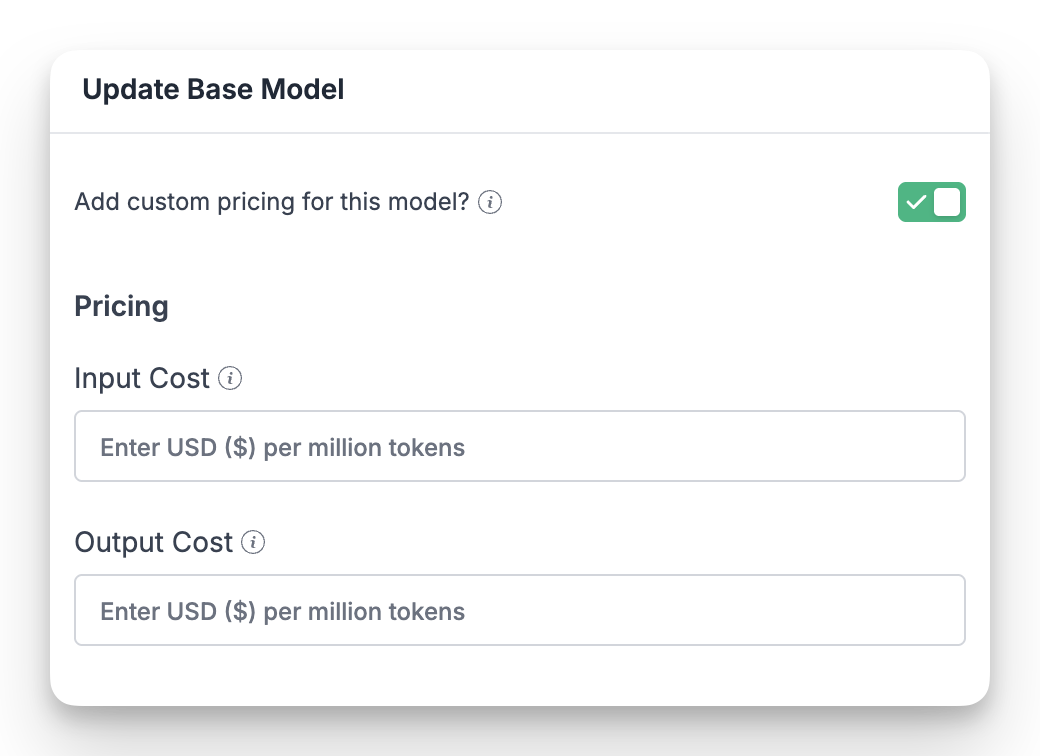 Update Base Model
Add custom pricing for this model? i
Pricing
Input Cost i
Enter USD ($) per million tokens
Output Cost i
Enter USD ($) per million tokens